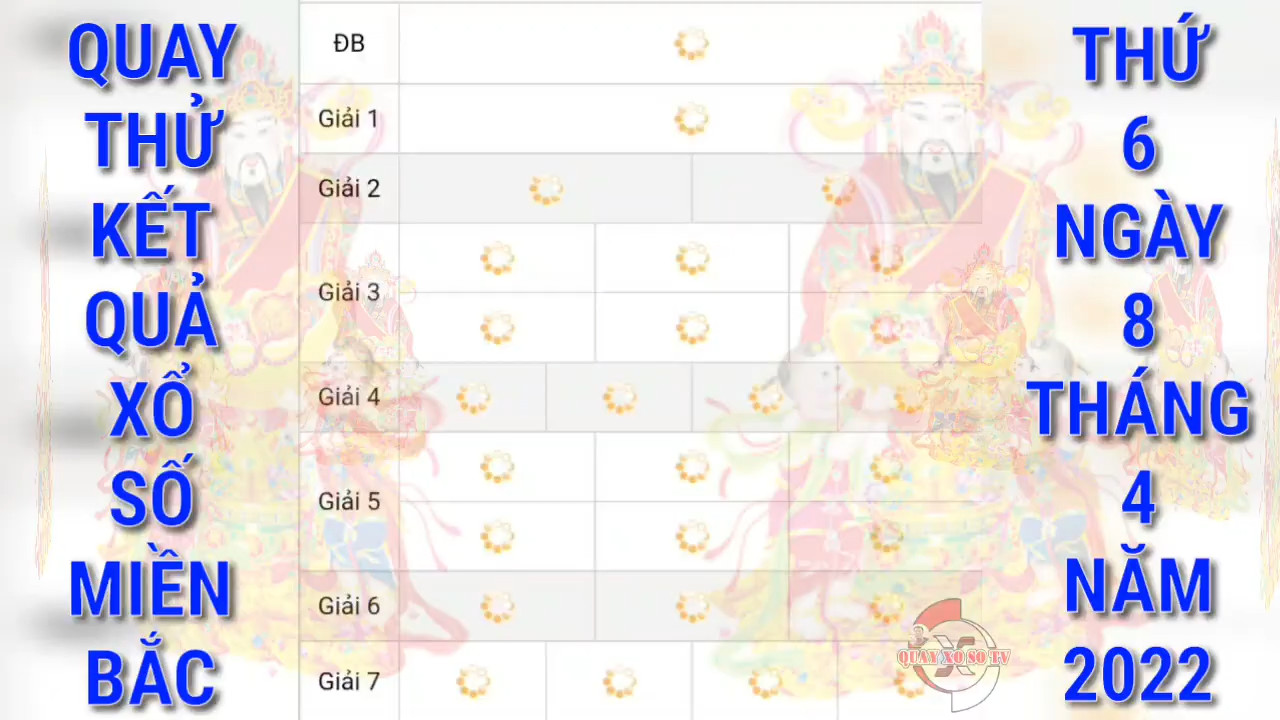 QUAY
THỬ
KẾT
QUẢ
XỔ
SỐ
MIỀN
BẮC
ĐB
Giải 1
Giải 2
Giải 3
Giải 4
Giải 5
Giải 6
Giải 7
THỨ
6
NGÀY
8
THÁNG
4
NĂM
2022
QUAY XO SO TV